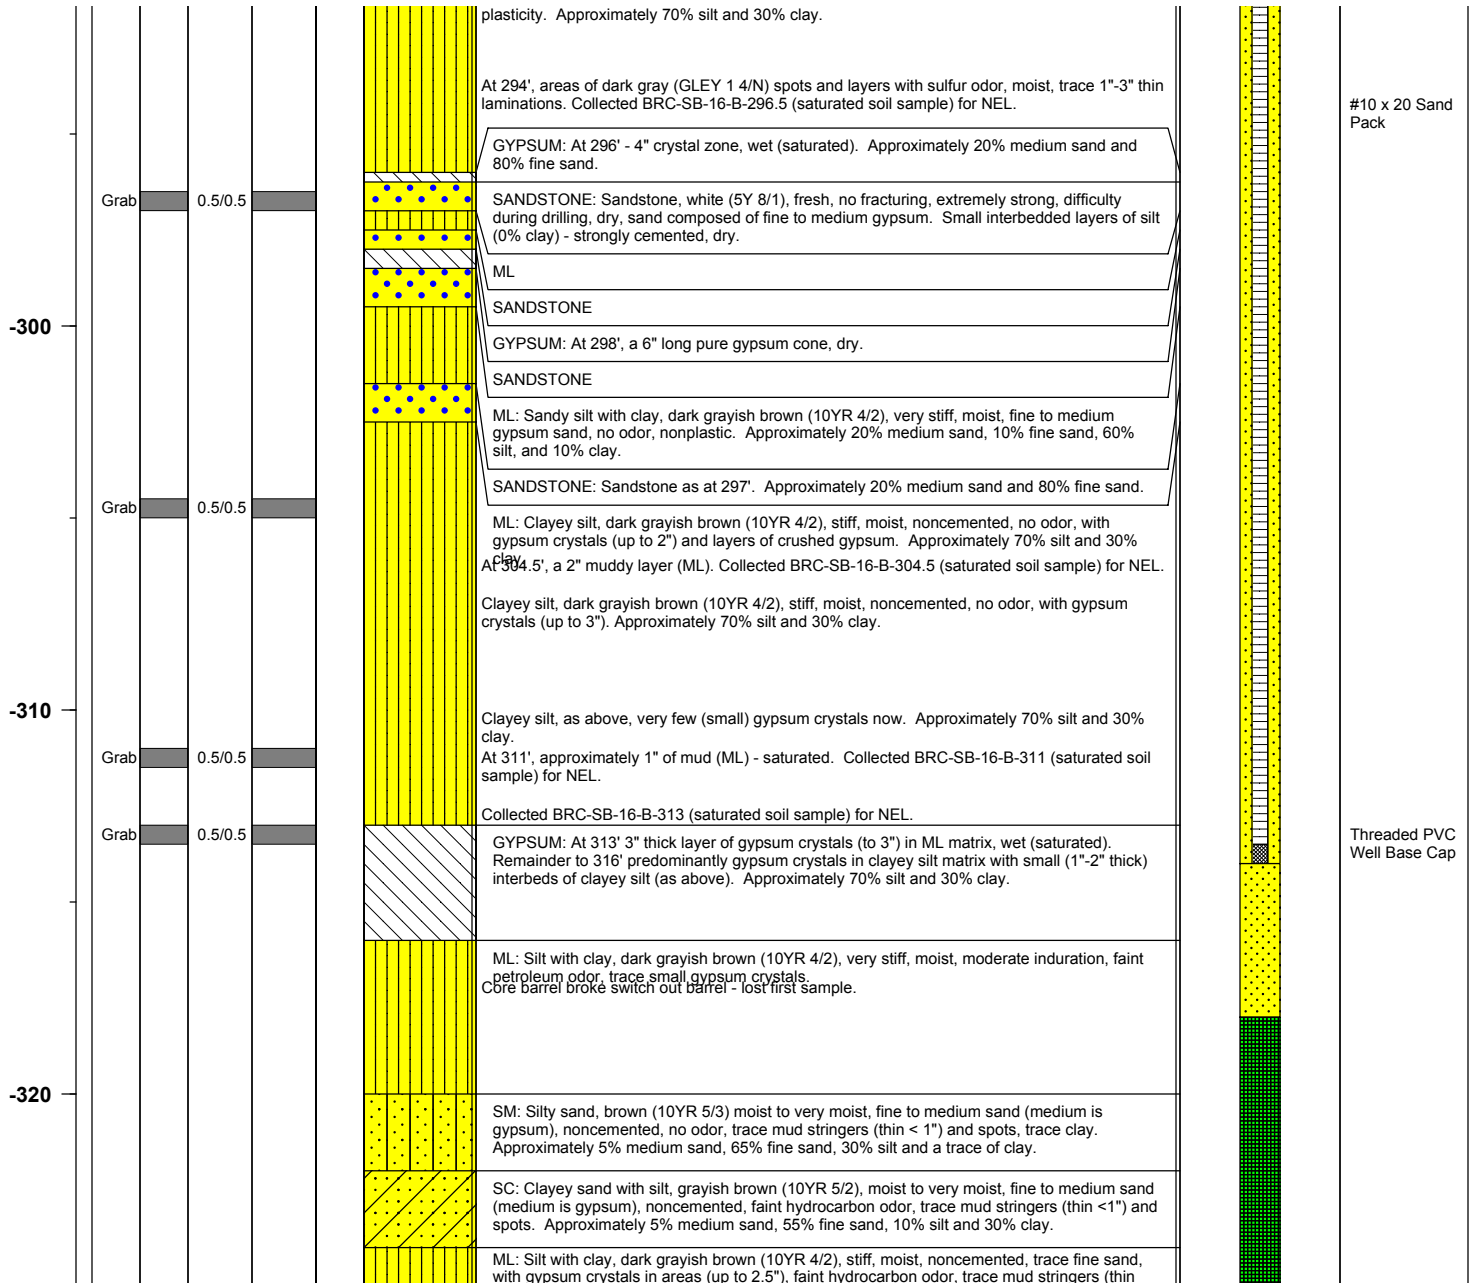 plasticity.  Approximately 70% silt and 30% clay.
At 294', areas of dark gray (GLEY 1 4/N) spots and layers with sulfur odor, moist, trace 1"-3" thin
laminations. Collected BRC-SB-16-B-296.5 (saturated soil sample) for NEL.
#10 x 20 Sand
Pack
GYPSUM: At 296' - 4" crystal zone, wet (saturated).  Approximately 20% medium sand and
80% fine sand.
Grab
0.5/0.5
SANDSTONE: Sandstone, white (5Y 8/1), fresh, no fracturing, extremely strong, difficulty
during drilling, dry, sand composed of fine to medium gypsum.  Small interbedded layers of silt
(0% clay) - strongly cemented, dry.
ML
SANDSTONE
-300
GYPSUM: At 298', a 6" long pure gypsum cone, dry.
SANDSTONE
ML: Sandy silt with clay, dark grayish brown (10YR 4/2), very stiff, moist, fine to medium
gypsum sand, no odor, nonplastic.  Approximately 20% medium sand, 10% fine sand, 60%
silt, and 10% clay.
SANDSTONE: Sandstone as at 297'.  Approximately 20% medium sand and 80% fine sand.
Grab
0.5/0.5
ML: Clayey silt, dark grayish brown (10YR 4/2), stiff, moist, noncemented, no odor, with
gypsum crystals (up to 2") and layers of crushed gypsum.  Approximately 70% silt and 30%
clay.
At 304.5', a 2" muddy layer (ML). Collected BRC-SB-16-B-304.5 (saturated soil sample) for NEL.
Clayey silt, dark grayish brown (10YR 4/2), stiff, moist, noncemented, no odor, with gypsum
crystals (up to 3"). Approximately 70% silt and 30% clay.
-310
Clayey silt, as above, very few (small) gypsum crystals now.  Approximately 70% silt and 30%
clay.
Grab
0.5/0.5
At 311', approximately 1" of mud (ML) - saturated.  Collected BRC-SB-16-B-311 (saturated soil
sample) for NEL.
Collected BRC-SB-16-B-313 (saturated soil sample) for NEL.
Grab
0.5/0.5
GYPSUM: At 313' 3" thick layer of gypsum crystals (to 3") in ML matrix, wet (saturated).
Remainder to 316' predominantly gypsum crystals in clayey silt matrix with small (1"-2" thick)
interbeds of clayey silt (as above).  Approximately 70% silt and 30% clay.
Threaded PVC
Well Base Cap
ML: Silt with clay, dark grayish brown (10YR 4/2), very stiff, moist, moderate induration, faint
petroleum odor, trace small gypsum crystals.
Core barrel broke switch out barrel - lost first sample.
-320
SM: Silty sand, brown (10YR 5/3) moist to very moist, fine to medium sand (medium is
gypsum), noncemented, no odor, trace mud stringers (thin < 1") and spots, trace clay.
Approximately 5% medium sand, 65% fine sand, 30% silt and a trace of clay.
SC: Clayey sand with silt, grayish brown (10YR 5/2), moist to very moist, fine to medium sand
(medium is gypsum), noncemented, faint hydrocarbon odor, trace mud stringers (thin <1") and
spots.  Approximately 5% medium sand, 55% fine sand, 10% silt and 30% clay.
ML: Silt with clay, dark grayish brown (10YR 4/2), stiff, moist, noncemented, trace fine sand,
with gypsum crystals in areas (up to 2.5"), faint hydrocarbon odor, trace mud stringers (thin